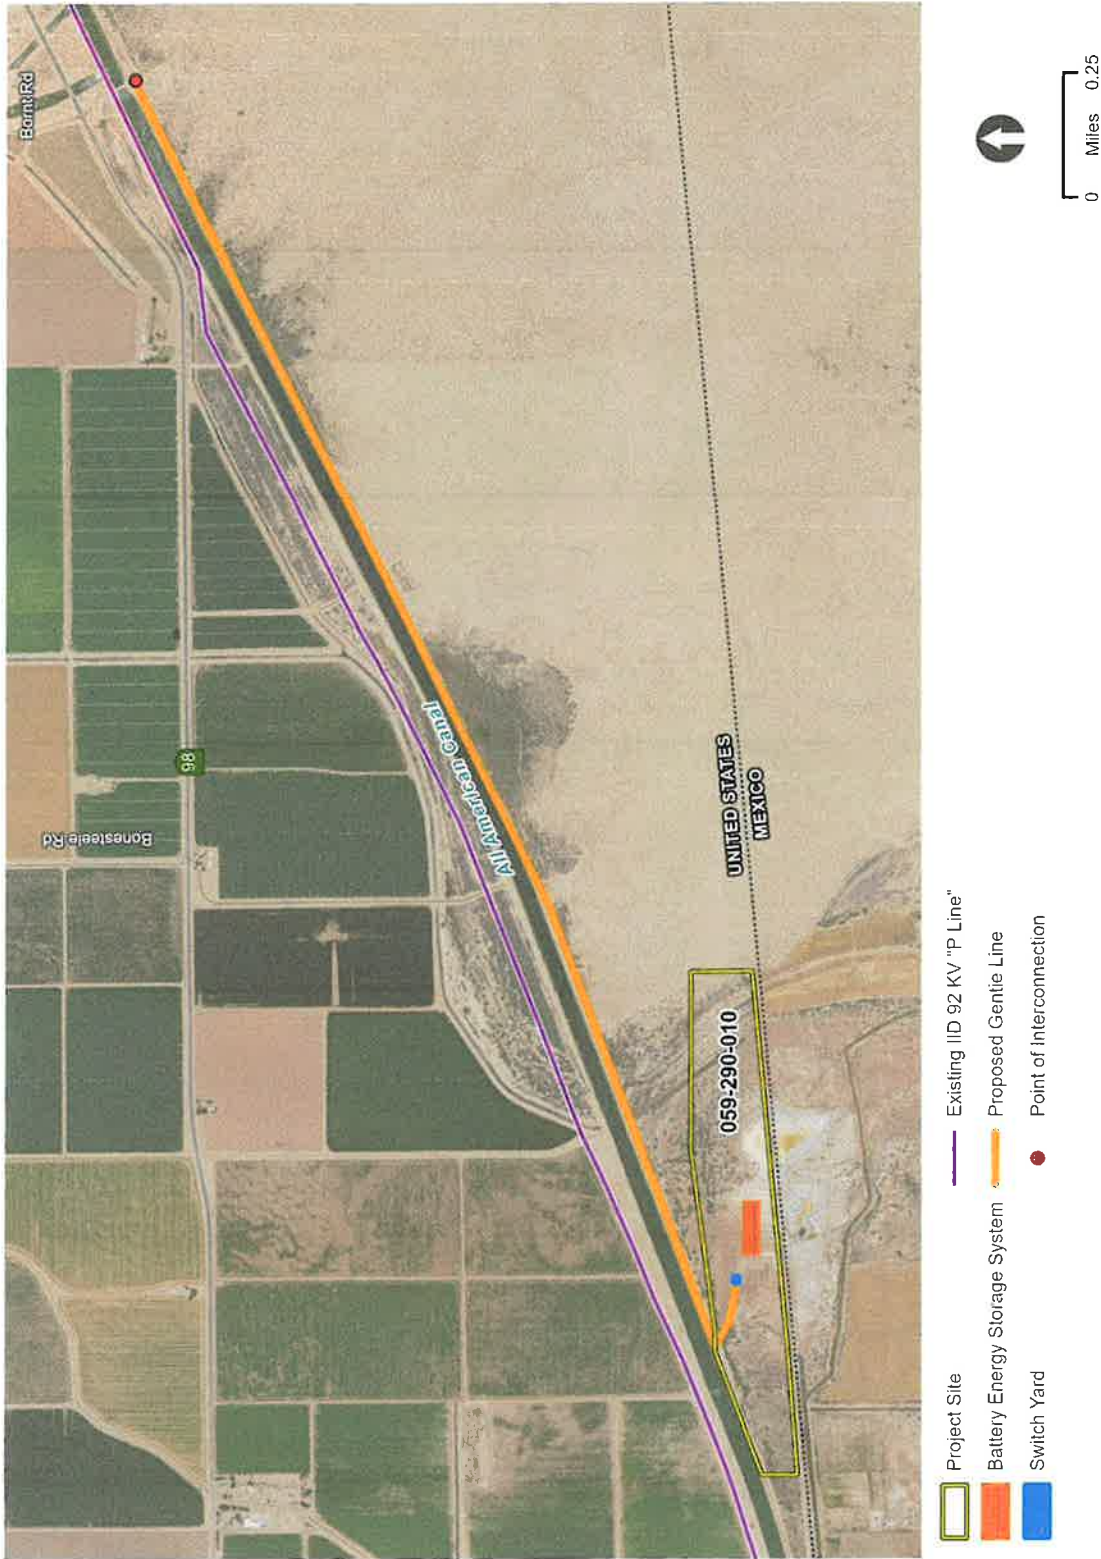 Bornt Rd
98
Bonesteele Rd
All American Canal
UNITED STATES
MEXICO
059-290-010
Project Site
Battery Energy Storage System
Switch Yard
Existing IID 92 KV "P Line"
Proposed Gentie Line
Point of Interconnection
0 Miles 0.25